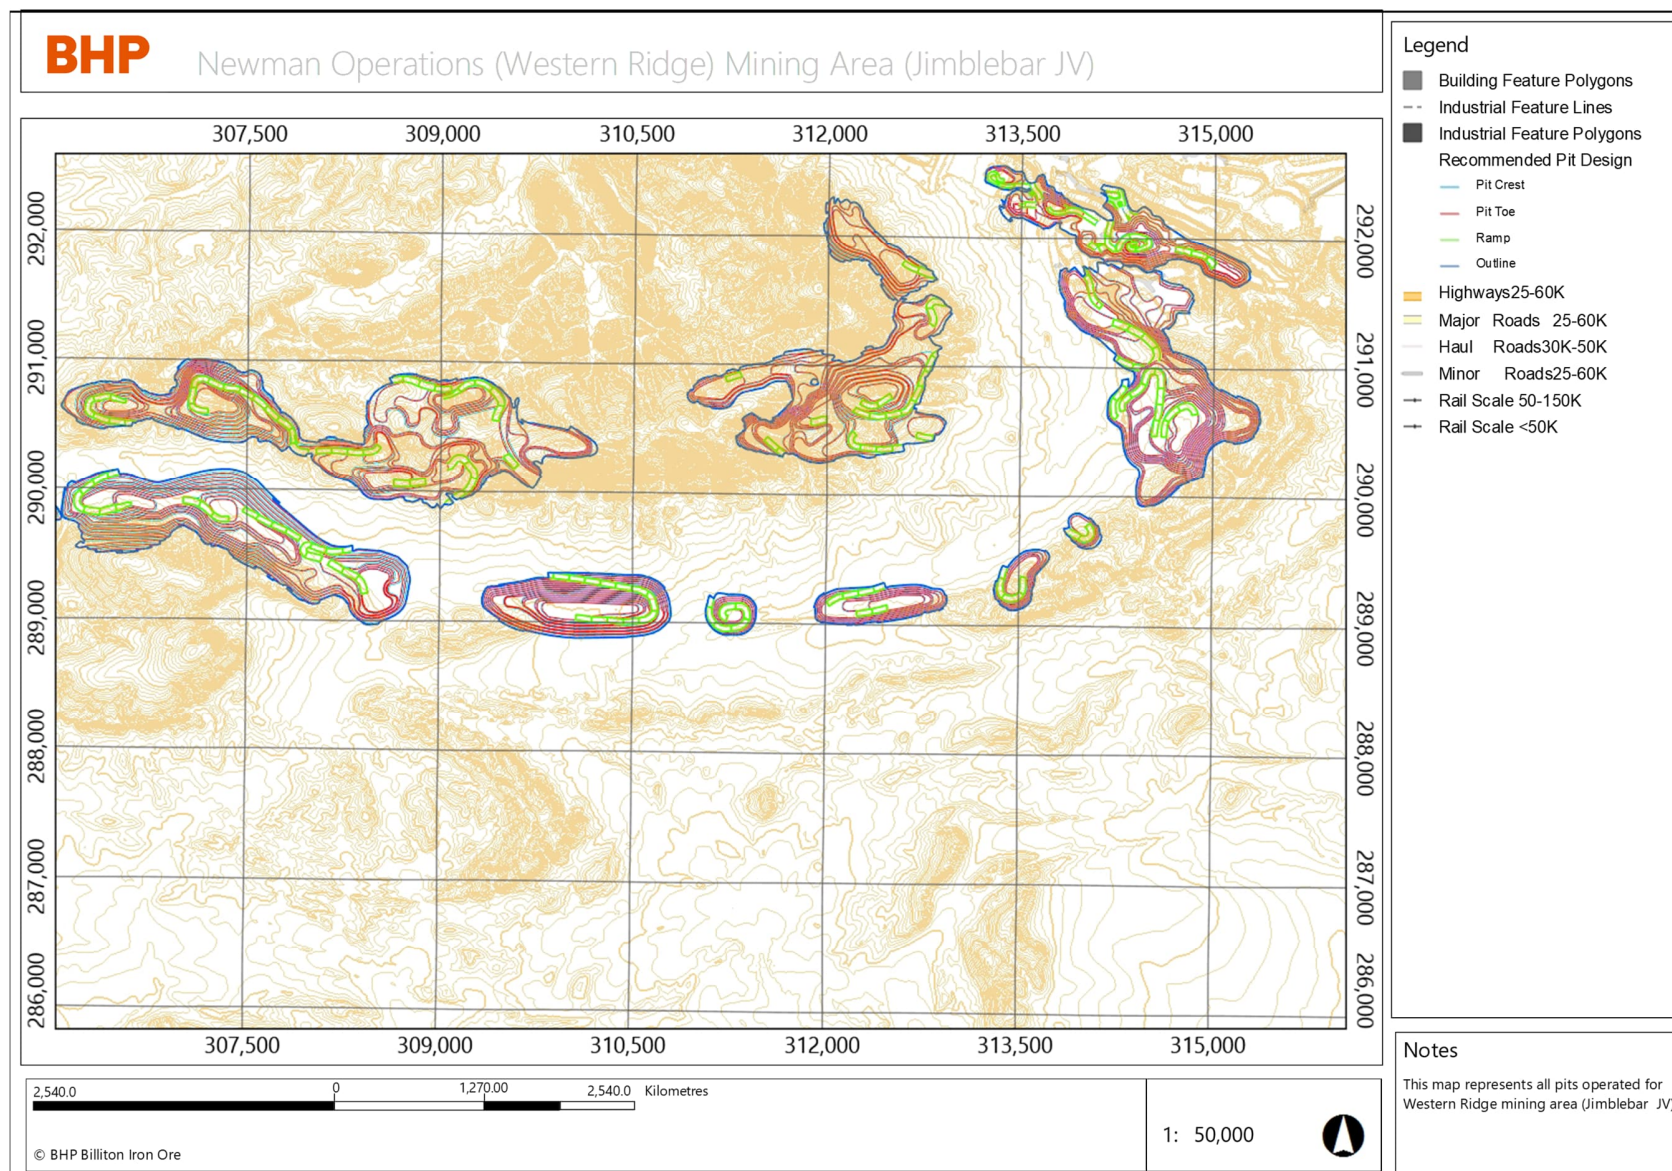 BHP
Newman Operations (Western Ridge) Mining Area (Jimblebar JV)
307,500 309,000 310,500 312,000 313,500 315,000
292,000 292,000
291,000 291,000
290,000 290,000
289,000 289,000
288,000 288,000
287,000 287,000
286,000 286,000
307,500 309,000 310,500 312,000 313,500 315,000
2,540.0 0 1,270.00 2,540.0 Kilometres
© BHP Billiton Iron Ore
1: 50,000
Legend
Building Feature Polygons
Industrial Feature Lines
Industrial Feature Polygons
Recommended Pit Design
Pit Crest
Pit Toe
Ramp
Outline
Highways25-60K
Major Roads 25-60K
Haul Roads30K-50K
Minor Roads25-60K
Rail Scale 50-150K
Rail Scale <50K
Notes
This map represents all pits operated for
Western Ridge mining area (Jimblebar JV)